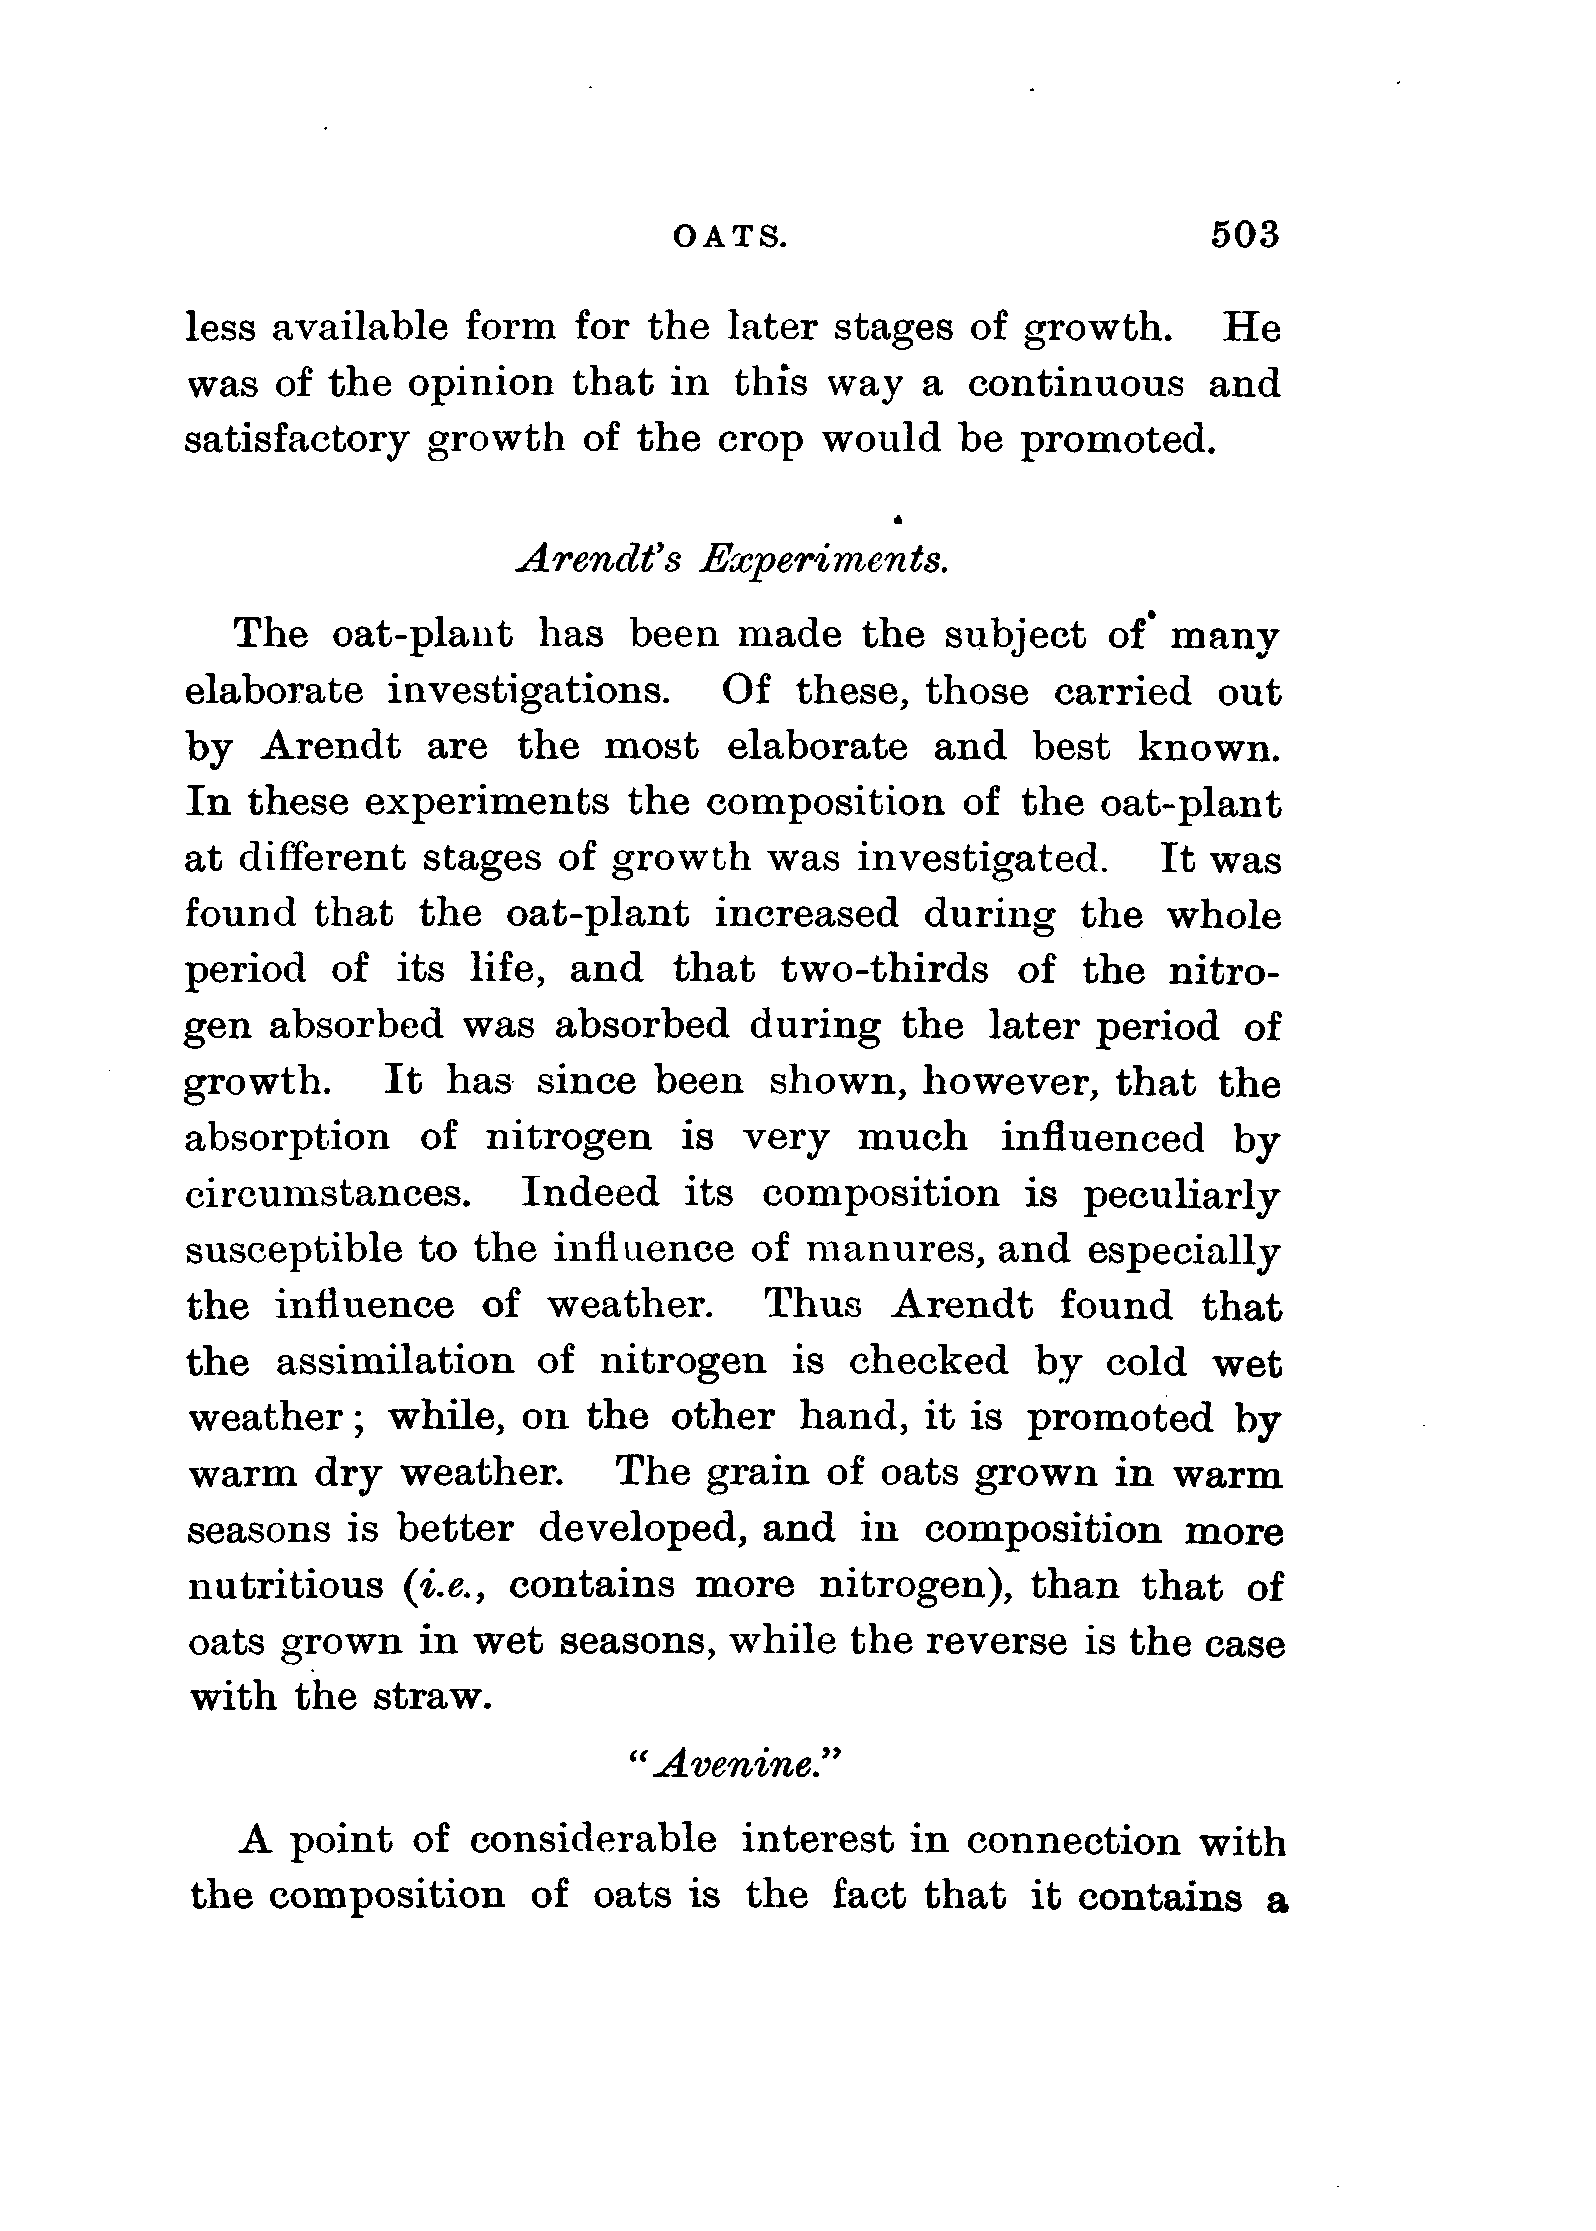 OATS. 503
less available form for the later stages of growth. He
was of the opinion that in this way a continuous and
satisfactory growth of the crop would be promoted.
Arendt's Experiments.
The oat-plant has been made the subject of many
elaborate investigations. Of these, those carried out
by Arendt are the most elaborate and best known.
In these experiments the composition of the oat-plant
at different stages of growth was investigated. It was
found that the oat-plant increased during the whole
period of its life, and that two-thirds of the nitro-
gen absorbed was absorbed during the later period of
growth. It has since been shown, however, that the
absorption of nitrogen is very much influenced by
circumstances. Indeed its composition is peculiarly
susceptible to the influence of manures, and especially
the influence of weather. Thus Arendt found that
the assimilation of nitrogen is checked by cold wet
weather; while, on the other hand, it is promoted by
warm dry weather. The grain of oats grown in warm
seasons is better developed, and in composition more
nutritious (i.e., contains more nitrogen), than that of
oats grown in wet seasons, while the reverse is the case
with the straw.
"Avenine."
A point of considerable interest in connection with
the composition of oats is the fact that it contains a